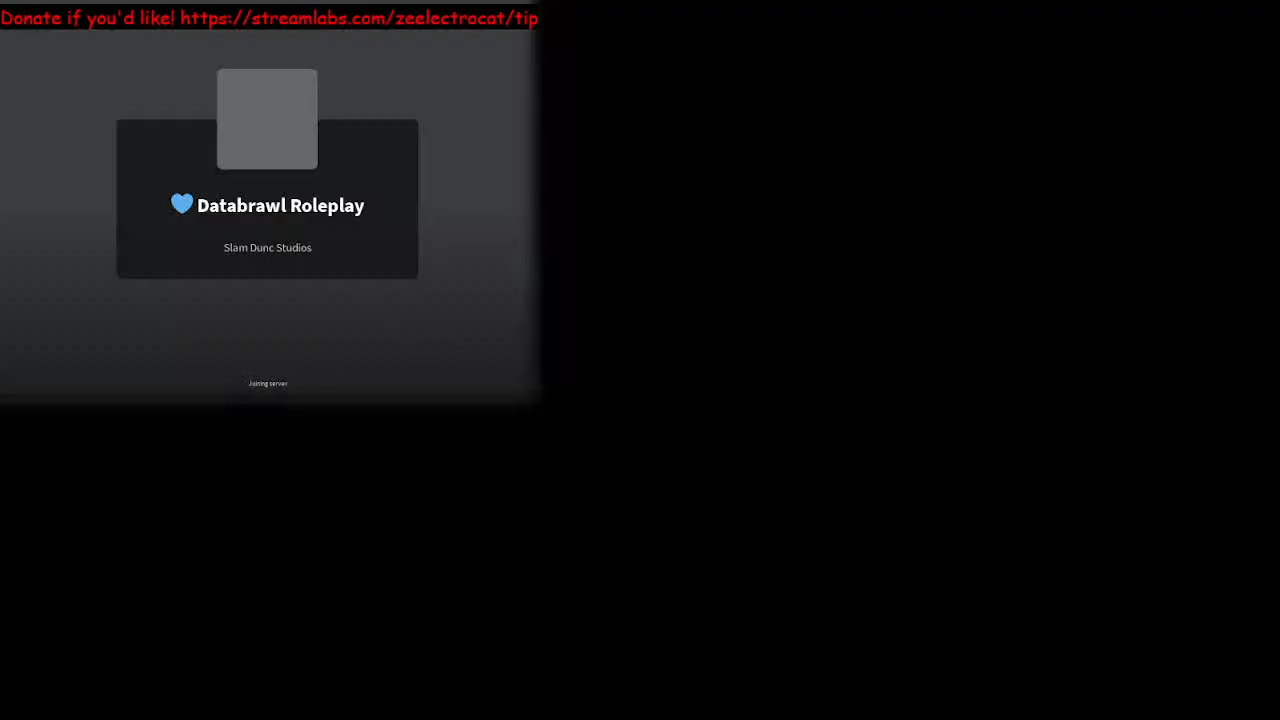 Donate if you'd like! https://streamlabs.com/zeelectrocat/tip
💙 Databrawl Roleplay
Slam Dunc Studios
Joining server